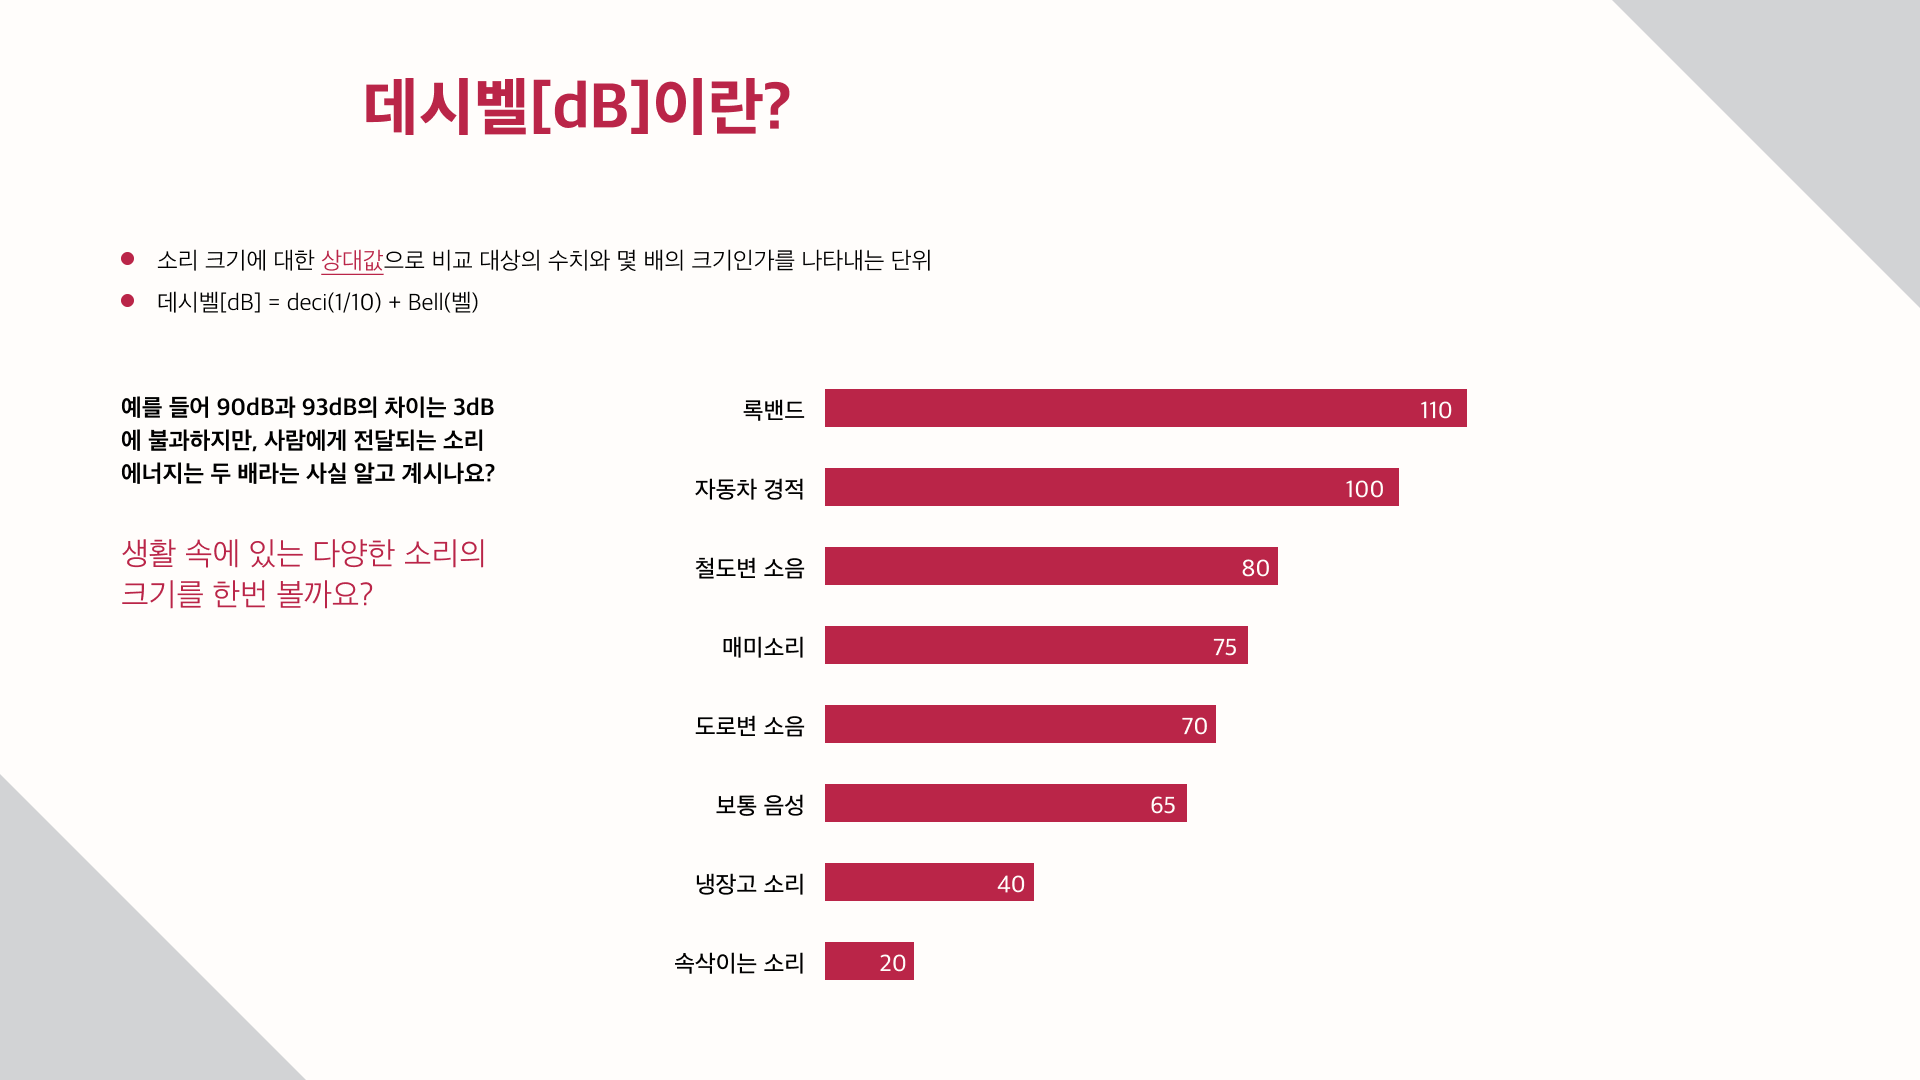 데시벨[dB]이란?
소리 크기에 대한 상대값으로 비교 대상의 수치와 몇 배의 크기인가를 나타내는 단위
데시벨[dB] = deci(1/10) + Bell(벨)
예를 들어 90dB과 93dB의 차이는 3dB
에 불과하지만, 사람에게 전달되는 소리
에너지는 두 배라는 사실 알고 계시나요?
생활 속에 있는 다양한 소리의
크기를 한번 볼까요?
록밴드 110
자동차 경적 100
철도변 소음 80
매미소리 75
도로변 소음 70
보통 음성 65
냉장고 소리 40
속삭이는 소리 20